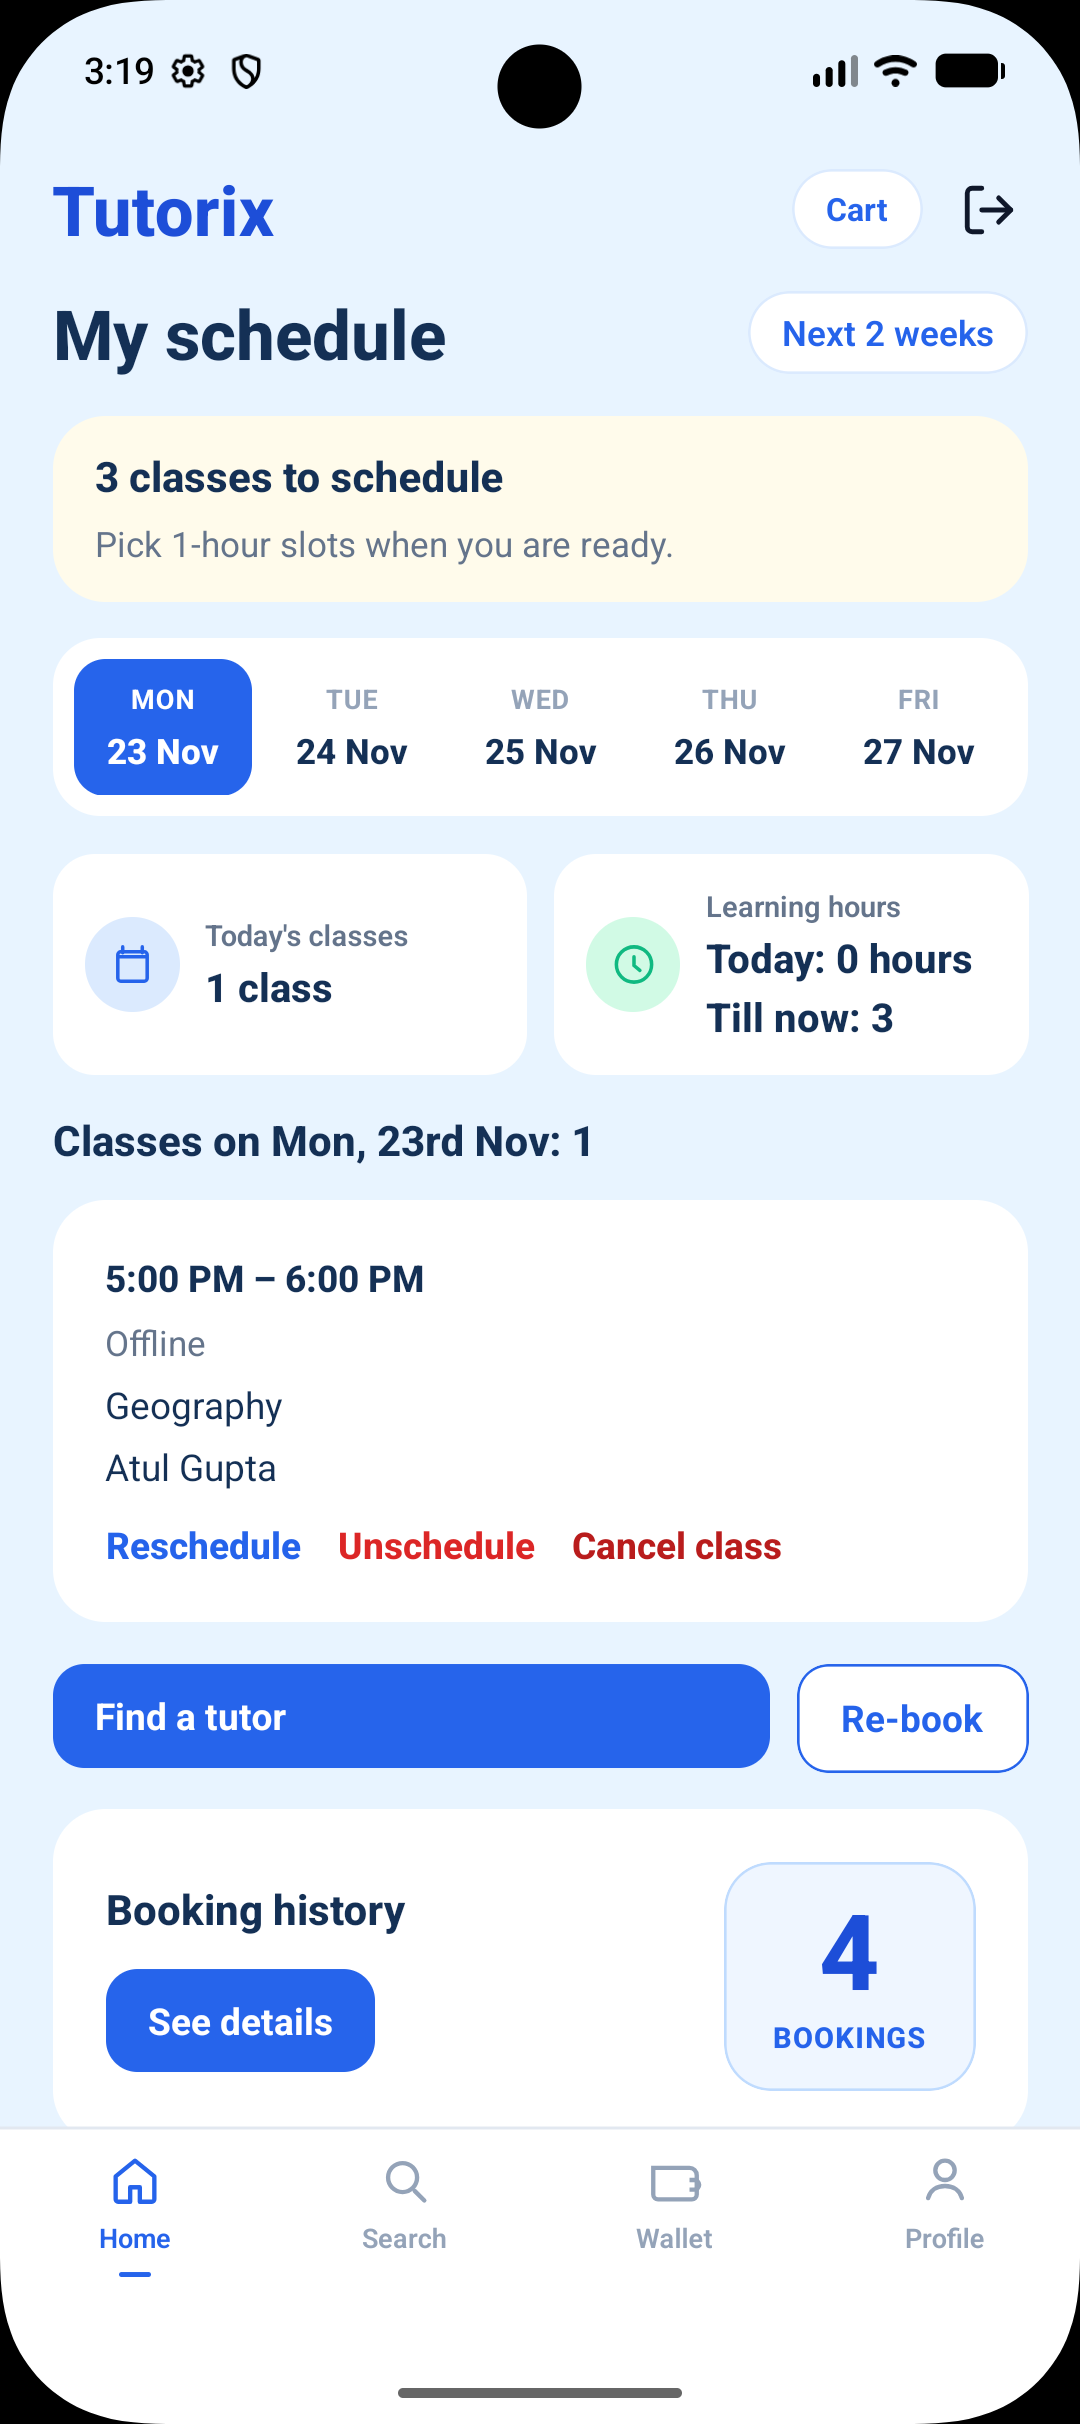 3:19
Tutorix
Cart
My schedule
Next 2 weeks
3 classes to schedule
Pick 1-hour slots when you are ready.
MON TUE WED THU FRI
23 Nov 24 Nov 25 Nov 26 Nov 27 Nov
Today's classes
1 class
Learning hours
Today: 0 hours
Till now: 3
Classes on Mon, 23rd Nov: 1
5:00 PM – 6:00 PM
Offline
Geography
Atul Gupta
Reschedule Unschedule Cancel class
Find a tutor
Re-book
Booking history
See details
4
BOOKINGS
Home Search Wallet Profile